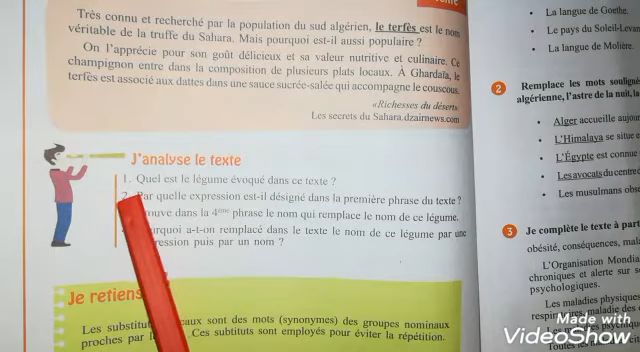 Très connu et recherché par la population du sud algérien, le terfès est le nom
véritable de la truffe du Sahara. Mais pourquoi est-il aussi populaire ?
On l'apprécie pour son goût délicieux et sa valeur nutritive et culinaire. Ce
champignon entre dans la composition de plusieurs plats locaux. À Ghardaïa, le
terfès est associé aux dattes dans une sauce sucrée-salée qui accompagne le couscous.
«Richesses du désert»
Les secrets du Sahara.dzairnews.com
J'analyse le texte
1. Quel est le légume évoqué dans ce texte ?
2. Par quelle expression est-il désigné dans la première phrase du texte ?
dans la 4ème phrase le nom qui remplace le nom de ce légume.
a-t-on remplacé dans le texte le nom de ce légume par une
puis par un nom ?
Je retiens
Les sont des mots (synonymes) des groupes nominaux
proches par Ces subtituts sont employés pour éviter la répétition.
• La langue de Goethe.
• Le pays du Soleil-Levan
• La langue de Molière.
2 Remplace les mots souligné
algérienne, l'astre de la nuit, la
• Alger accueille aujour
• L'Himalaya se situe e
• L'Égypte est connue
• Les avocats du centre d
• Les musulmans obs
3 Je complète le texte à part
obésité, conséquences, mal
L'Organisation Mondia
chroniques et alerte sur s
psychologiques.
Les maladies physique
maladie des
Made with
VideoShow